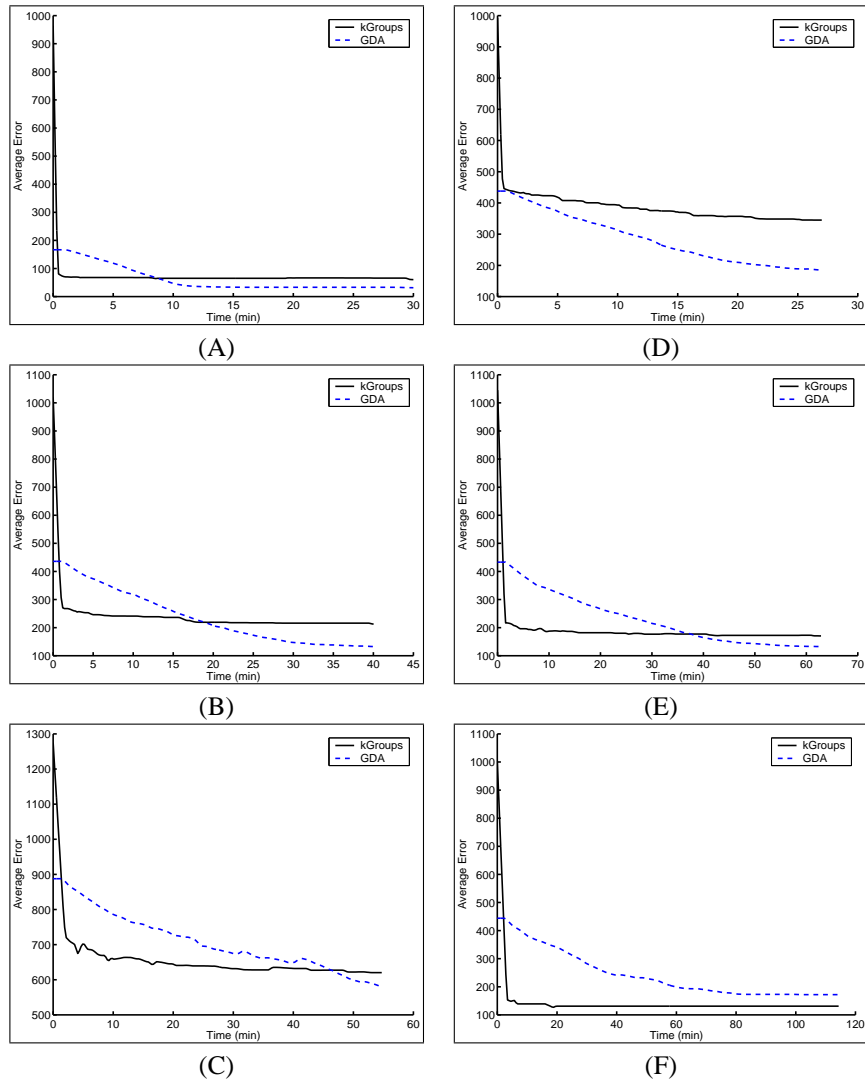 1000
900
800
700
600
500
400
300
200
100
0
Average Error
0 5 10 15 20 25 30
Time (min)
kGroups
GDA
(A)
1000
900
800
700
600
500
400
300
200
100
Average Error
0 5 10 15 20 25 30
Time (min)
kGroups
GDA
(D)
1100
1000
900
800
700
600
500
400
300
200
100
Average Error
0 5 10 15 20 25 30 35 40 45
Time (min)
kGroups
GDA
(B)
1100
1000
900
800
700
600
500
400
300
200
100
Average Error
0 10 20 30 40 50 60 70
Time (min)
kGroups
GDA
(E)
1300
1200
1100
1000
900
800
700
600
500
Average Error
0 10 20 30 40 50 60
Time (min)
kGroups
GDA
(C)
1100
1000
900
800
700
600
500
400
300
200
100
Average Error
0 20 40 60 80 100 120
Time (min)
kGroups
GDA
(F)